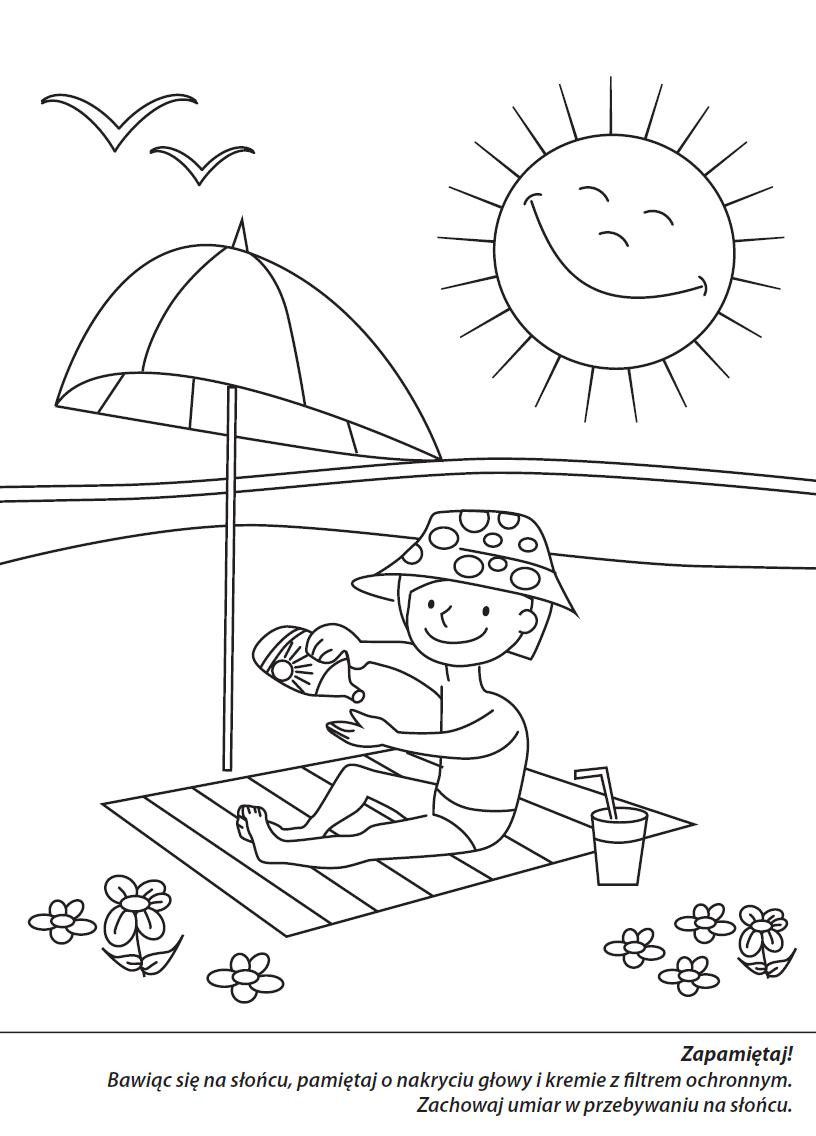 Zapamiętaj!
Bawiąc się na słońcu, pamiętaj o nakryciu głowy i kremie z filtrem ochronnym.
Zachowaj umiar w przebywaniu na słońcu.